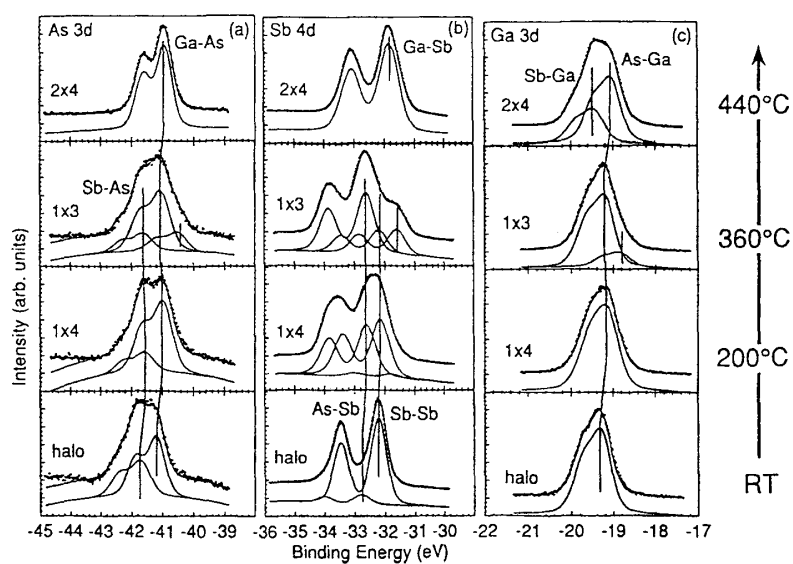 As 3d (a) Sb 4d (b) Ga 3d (c)
Ga-As Ga-Sb Sb-Ga As-Ga
2x4 2x4 2x4 440°C
Sb-As
1x3 1x3 1x3 360°C
1x4 1x4 1x4 200°C
As-Sb Sb-Sb
halo halo halo RT
Intensity (arb. units)
-45 -44 -43 -42 -41 -40 -39 -36 -35 -34 -33 -32 -31 -30 -22 -21 -20 -19 -18 -17
Binding Energy (eV)